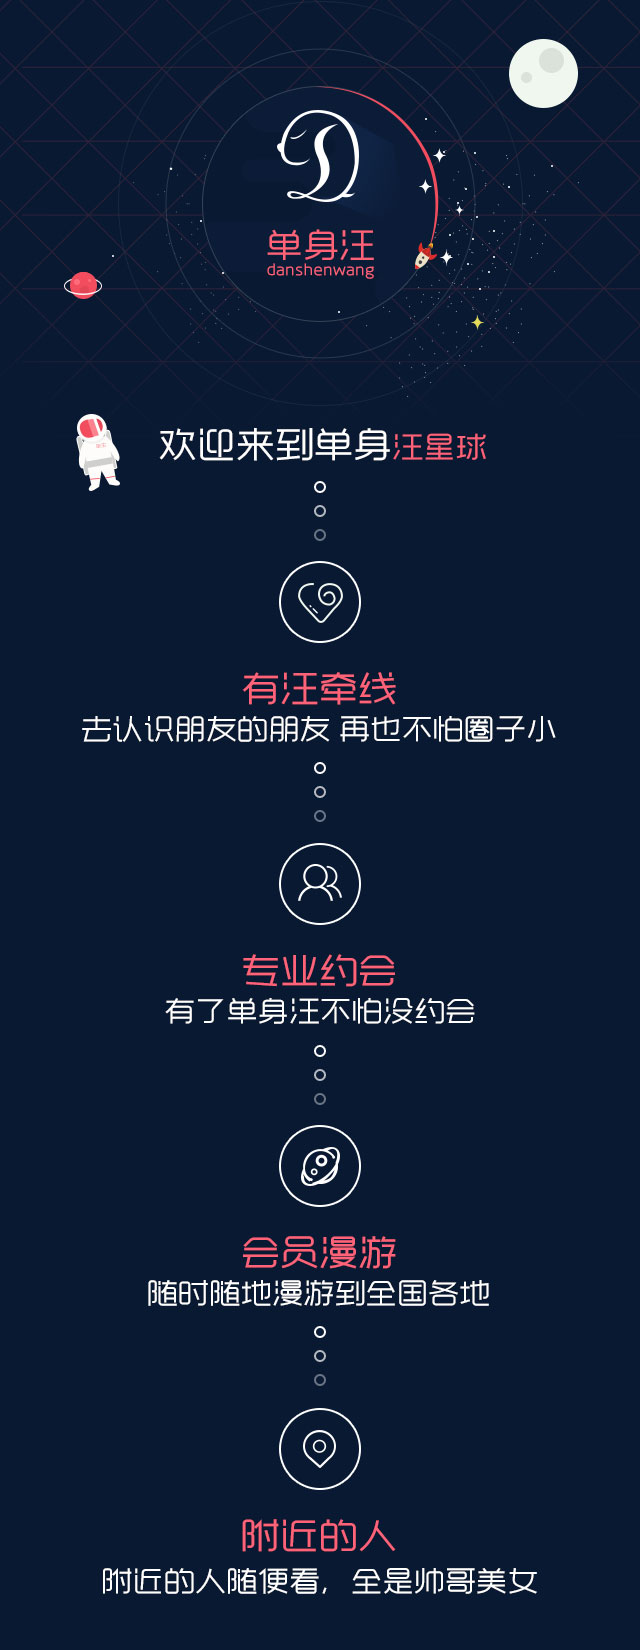 D
单身汪
danshenwang
欢迎来到单身汪星球
有汪牵线
去认识朋友的朋友 再也不怕圈子小
专业约会
有了单身汪不怕没约会
会员漫游
随时随地漫游到全国各地
附近的人
附近的人随便看，全是帅哥美女